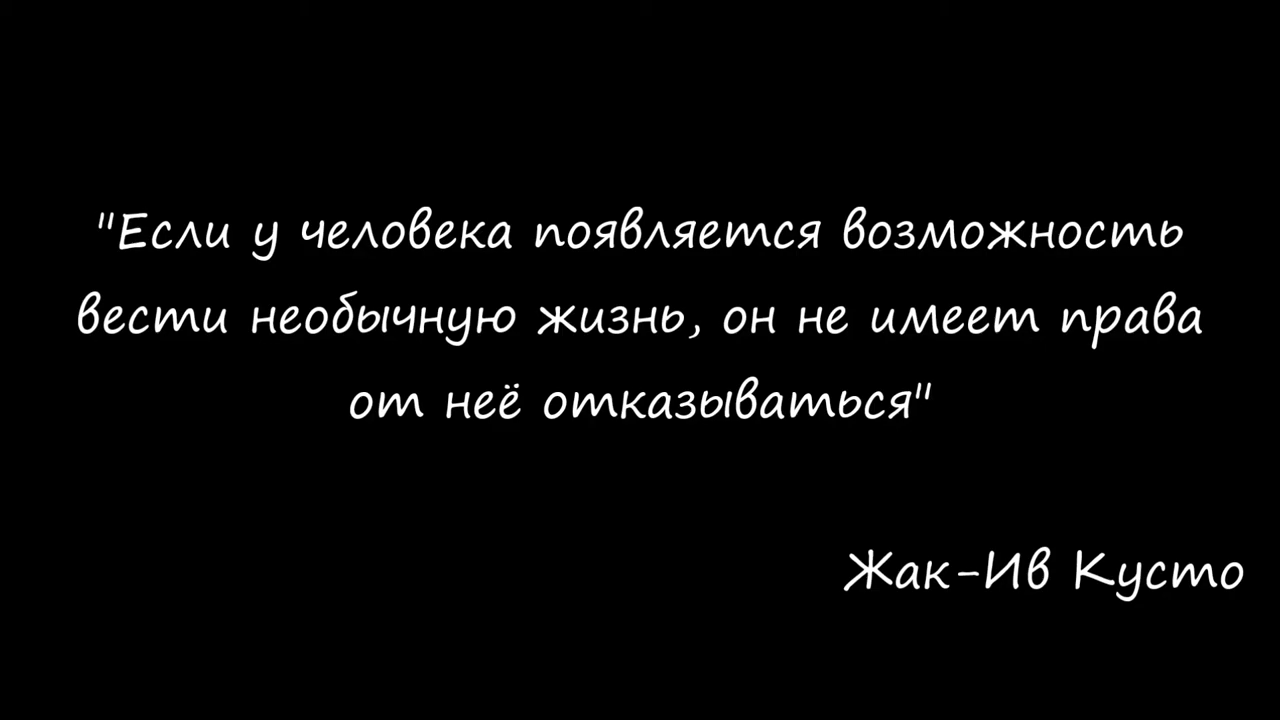 "Если у человека появляется возможность
вести необычную жизнь, он не имеет права
от неё отказываться"
Жак-Ив Кусто